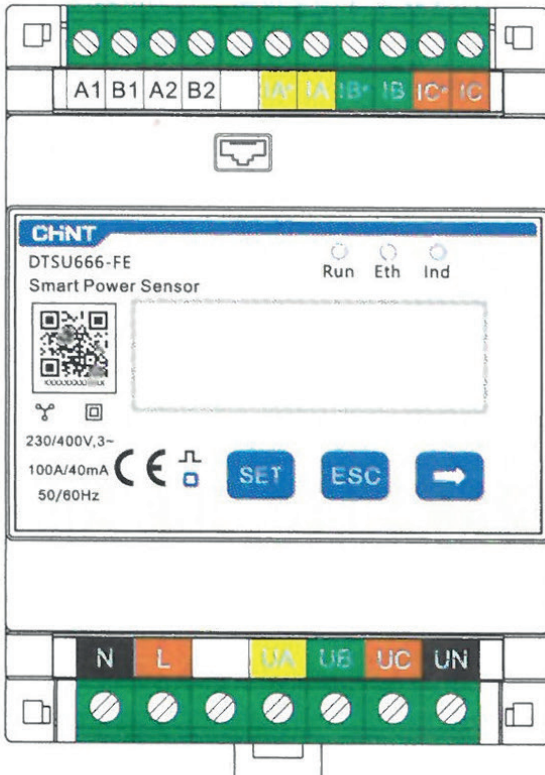 A1 B1 A2 B2 IA* IA IB* IB IC* IC
CHNT
DTSU666-FE
Smart Power Sensor
Run Eth Ind
230/400V,3~
100A/40mA
50/60Hz
CE
SET ESC
N L UA UB UC UN